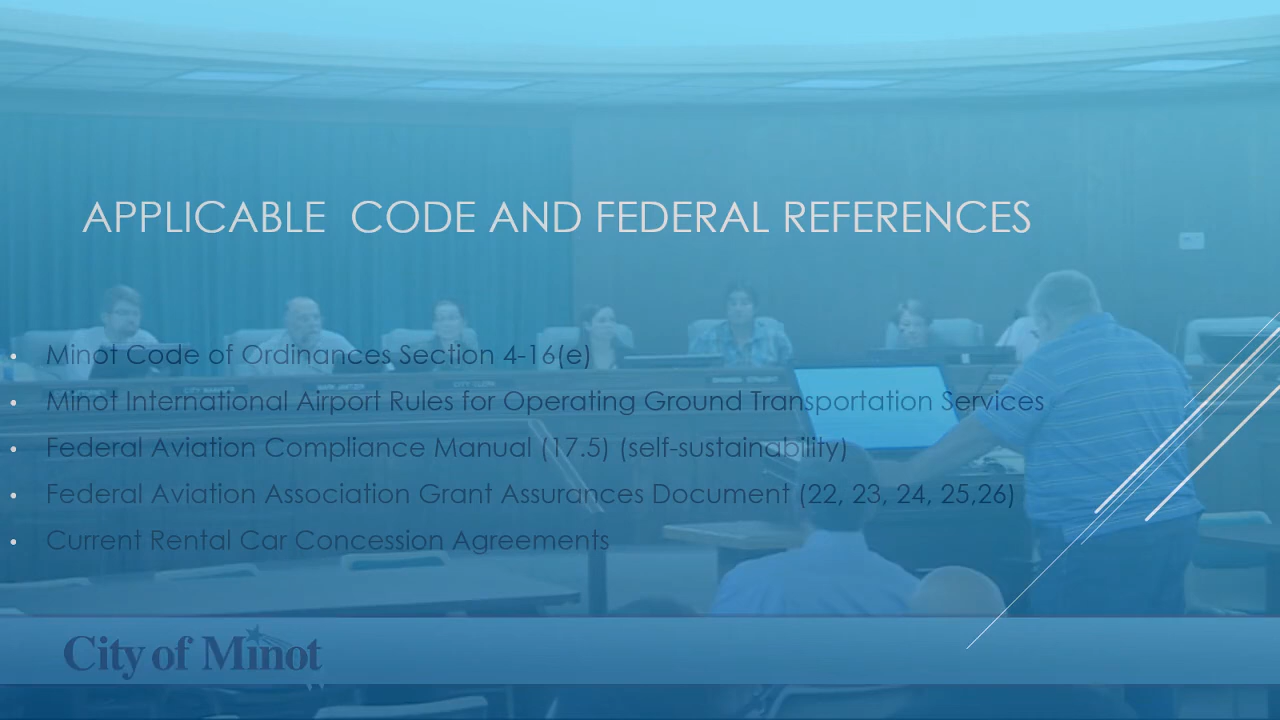 APPLICABLE CODE AND FEDERAL REFERENCES
• Minot Code of Ordinances Section 4-16(e)
• Minot International Airport Rules for Operating Ground Transportation Services
• Federal Aviation Compliance Manual (17.5) (self-sustainability)
• Federal Aviation Association Grant Assurances Document (22, 23, 24, 25,26)
• Current Rental Car Concession Agreements
City of Minot